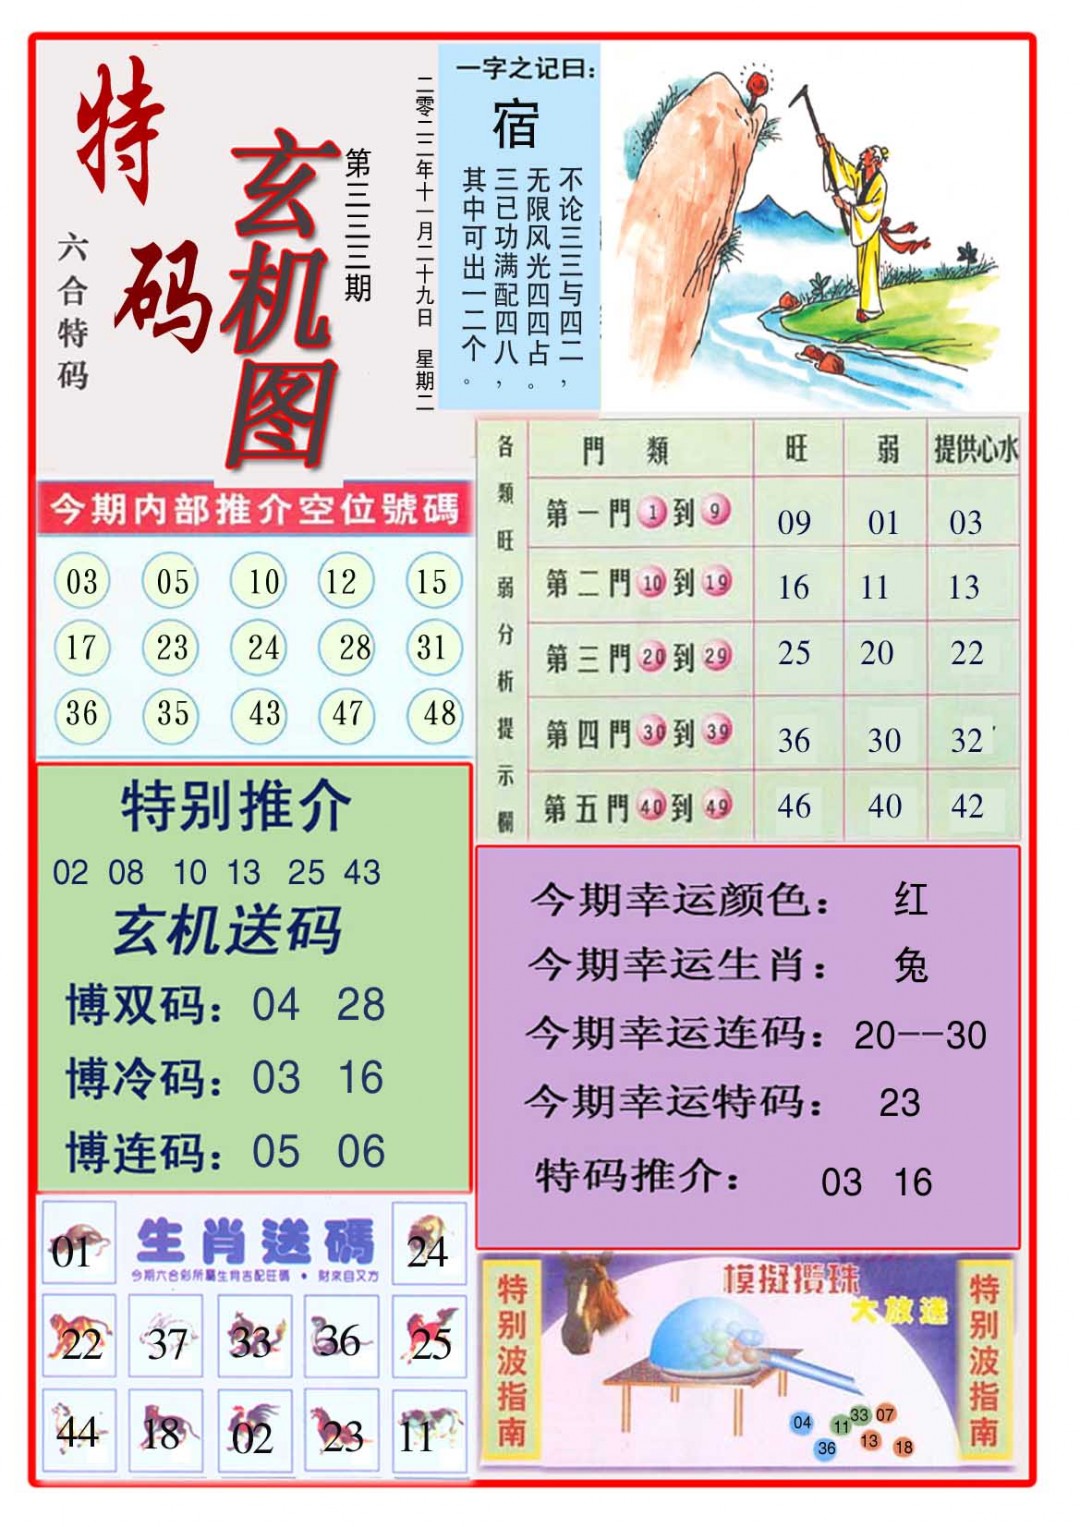 特码
玄机图
六合特码
第三三三期
二零二二年十一月二十九日 星期二
一字之记曰：
宿
不论三三与四二，
无限风光四四占。
三已功满配四八，
其中可出一二个。
今期内部推介空位號碼
03 05 10 12 15
17 23 24 28 31
36 35 43 47 48
各類旺弱分析提示欄
門類 旺 弱 提供心水
第一門 1 到 9 09 01 03
第二門 10 到 19 16 11 13
第三門 20 到 29 25 20 22
第四門 30 到 39 36 30 32
第五門 40 到 49 46 40 42
特别推介
02 08 10 13 25 43
玄机送码
博双码：04 28
博冷码：03 16
博连码：05 06
今期幸运颜色：红
今期幸运生肖：兔
今期幸运连码：20--30
今期幸运特码：23
特码推介：03 16
生肖送碼
今期六合彩所屬生肖吉配旺碼 • 財來自又方
01 24
22 37 33 36 25
44 18 02 23 11
特别波指南
模擬攪珠
大放送
04 11 33 07
36 13 18
特别波指南